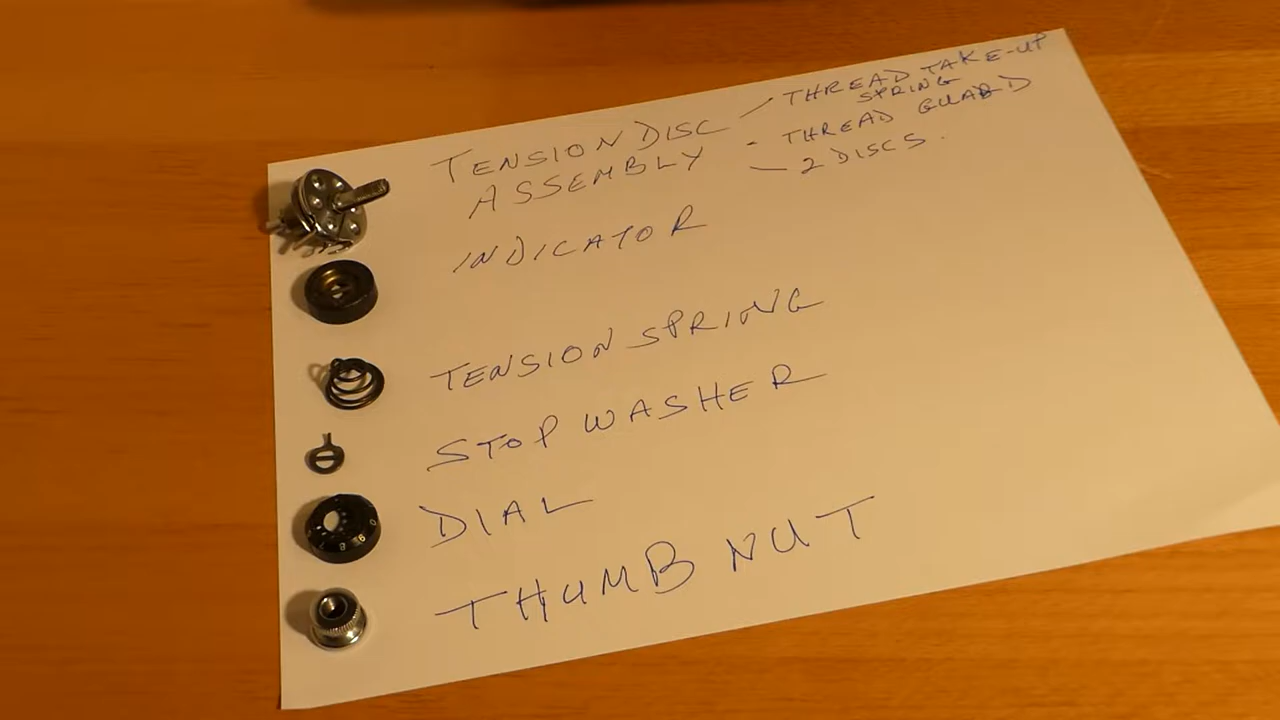 TENSION DISC
ASSEMBLY
THREAD TAKE-UP
SPRING
- THREAD GUARD
- 2 DISCS.
INDICATOR
TENSION SPRING
STOP WASHER
DIAL
THUMB NUT